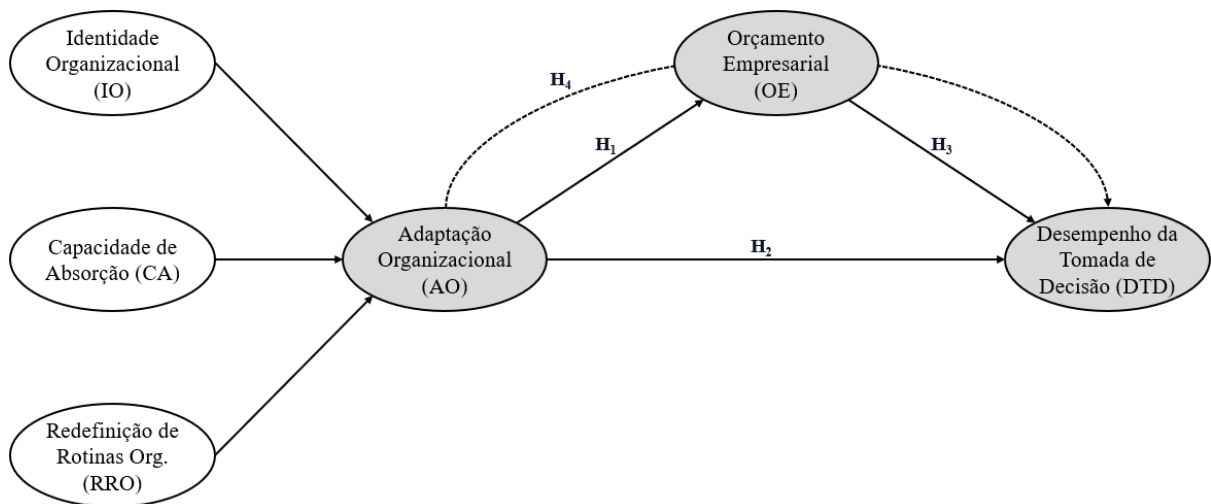 Identidade
Organizacional
(IO)
Orçamento
Empresarial
(OE)
H4
H1
H3
Capacidade de
Absorção (CA)
Adaptação
Organizacional
(AO)
H2
Desempenho da
Tomada de
Decisão (DTD)
Redefinição de
Rotinas Org.
(RRO)